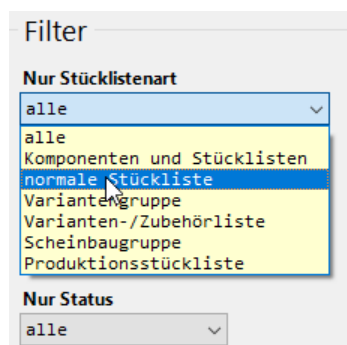 Filter
Nur Stücklistenart
alle
alle
Komponenten und Stücklisten
normale Stückliste
Variantengruppe
Varianten-/Zubehörliste
Scheinbaugruppe
Produktionsstückliste
Nur Status
alle